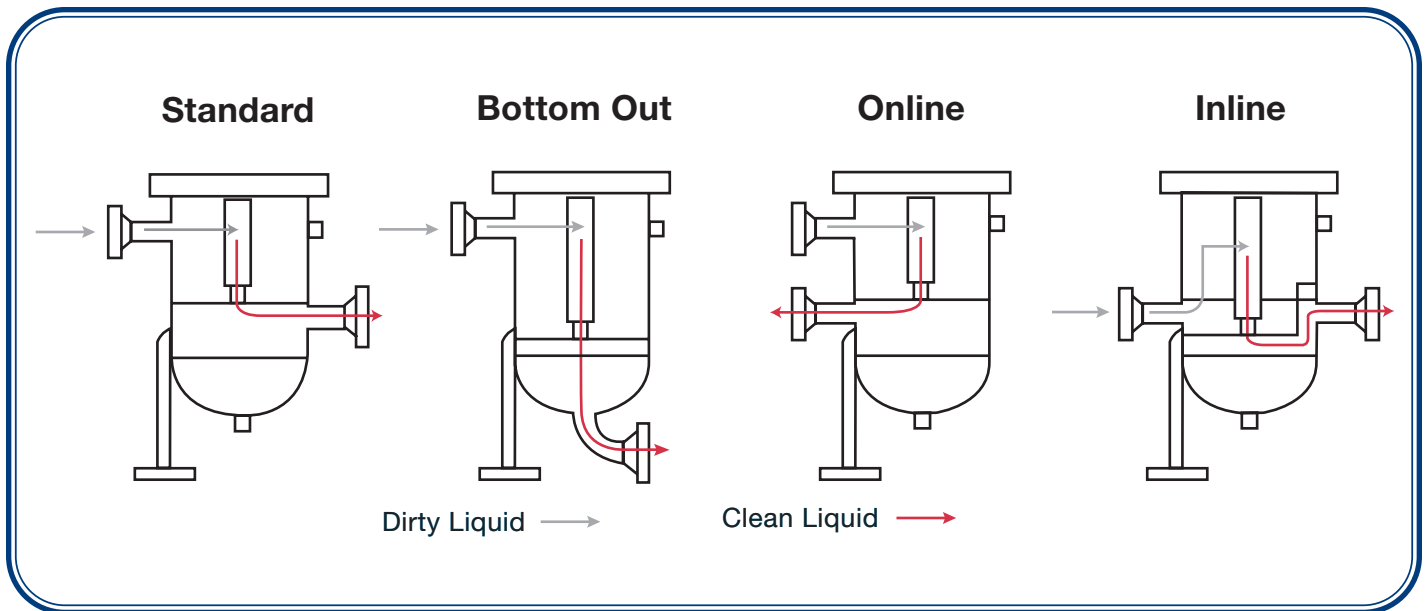 Standard
Bottom Out
Online
Inline
Dirty Liquid
Clean Liquid